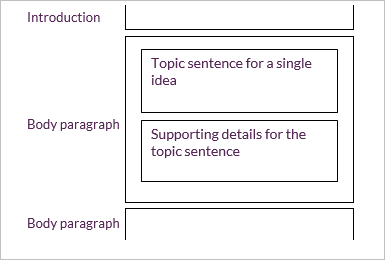 Introduction
Topic sentence for a single
idea
Body paragraph
Supporting details for the
topic sentence
Body paragraph